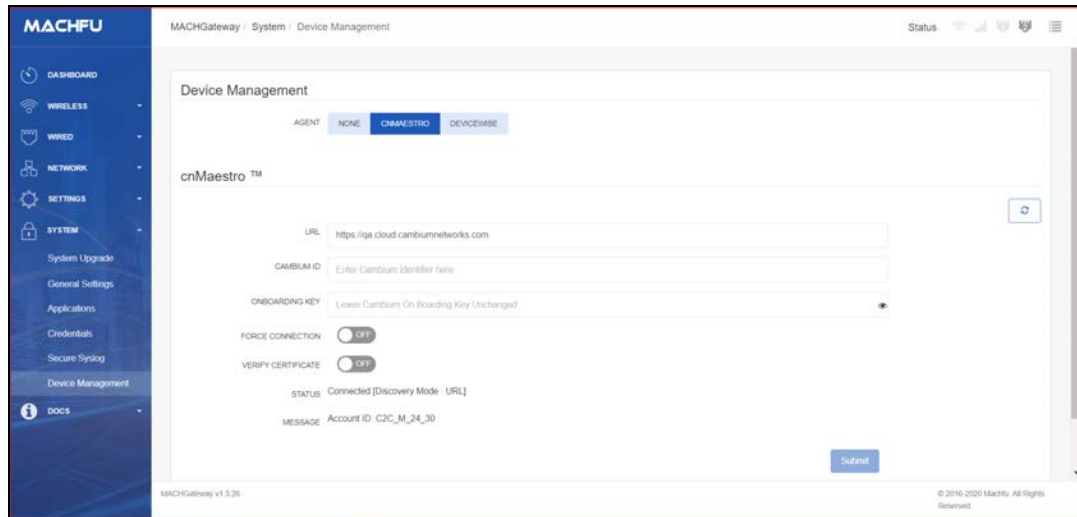 MACHFU
MACHGateway / System / Device Management
Status
DASHBOARD
WIRELESS
WIRED
NETWORK
SETTINGS
SYSTEM
System Upgrade
General Settings
Applications
Credentials
Secure Syslog
Device Management
DOCS
Device Management
AGENT NONE CNMAESTRO DEVICEWISE
cnMaestro ™
URL https://qa.cloud.cambiumnetworks.com
CAMBIUM ID Enter Cambium Identifier here
ONBOARDING KEY Leave Cambium On Boarding Key Unchanged
FORCE CONNECTION OFF
VERIFY CERTIFICATE OFF
STATUS Connected [Discovery Mode : URL]
MESSAGE Account ID: C2C_M_24_30
Submit
MACHGateway v1.3.26
© 2016-2020 Machfu. All Rights
Reserved